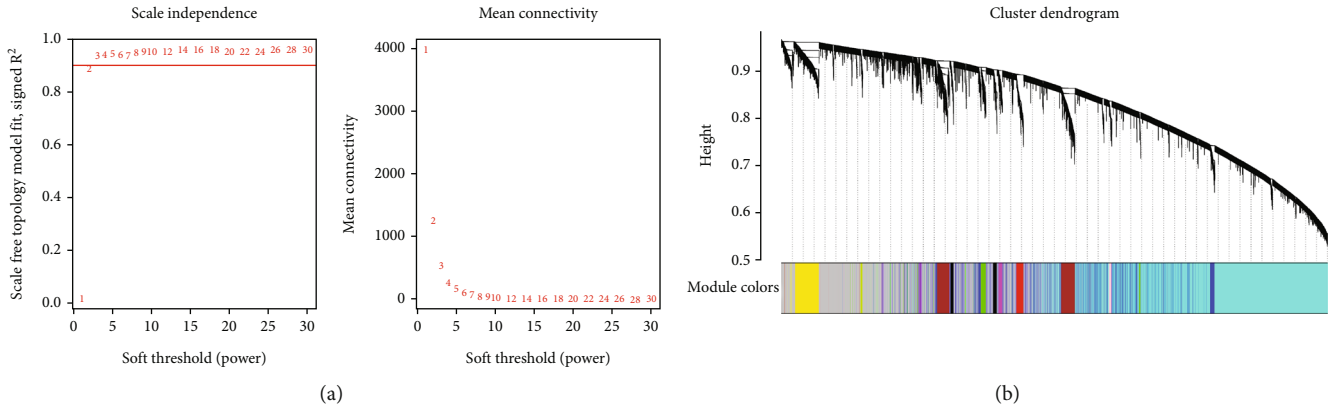 Scale independence
Scale free topology model fit, signed R²
1.0
0.8
0.6
0.4
0.2
0.0
1
2
3 4 5 6 7 8 9 10 12 14 16 18 20 22 24 26 28 30
0 5 10 15 20 25 30
Soft threshold (power)
Mean connectivity
Mean connectivity
4000
3000
2000
1000
0
1
2
3
4
5
6 7 8 9 10 12 14 16 18 20 22 24 26 28 30
0 5 10 15 20 25 30
Soft threshold (power)
(a)
Cluster dendrogram
Height
0.9
0.8
0.7
0.6
0.5
Module colors
(b)